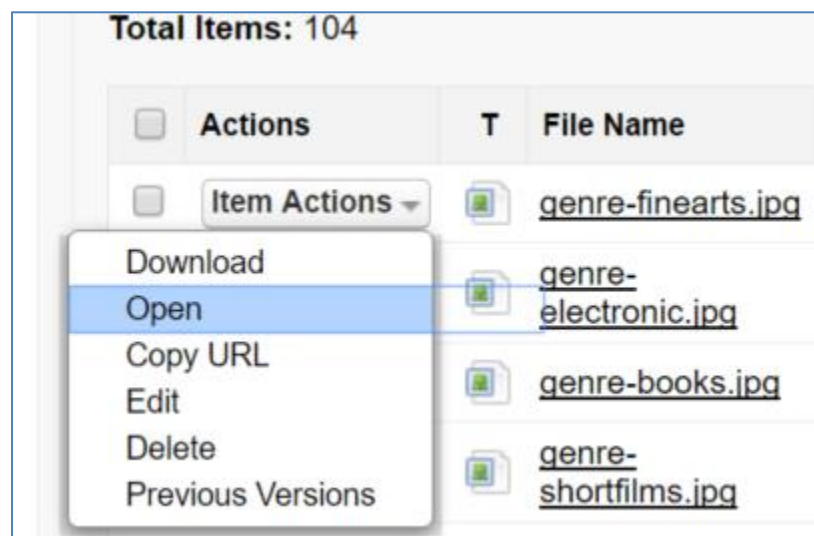 Total Items: 104
Actions T File Name
Item Actions genre-finearts.jpg
Download
Open
Copy URL
Edit
Delete
Previous Versions
genre-
electronic.jpg
genre-books.jpg
genre-
shortfilms.jpg